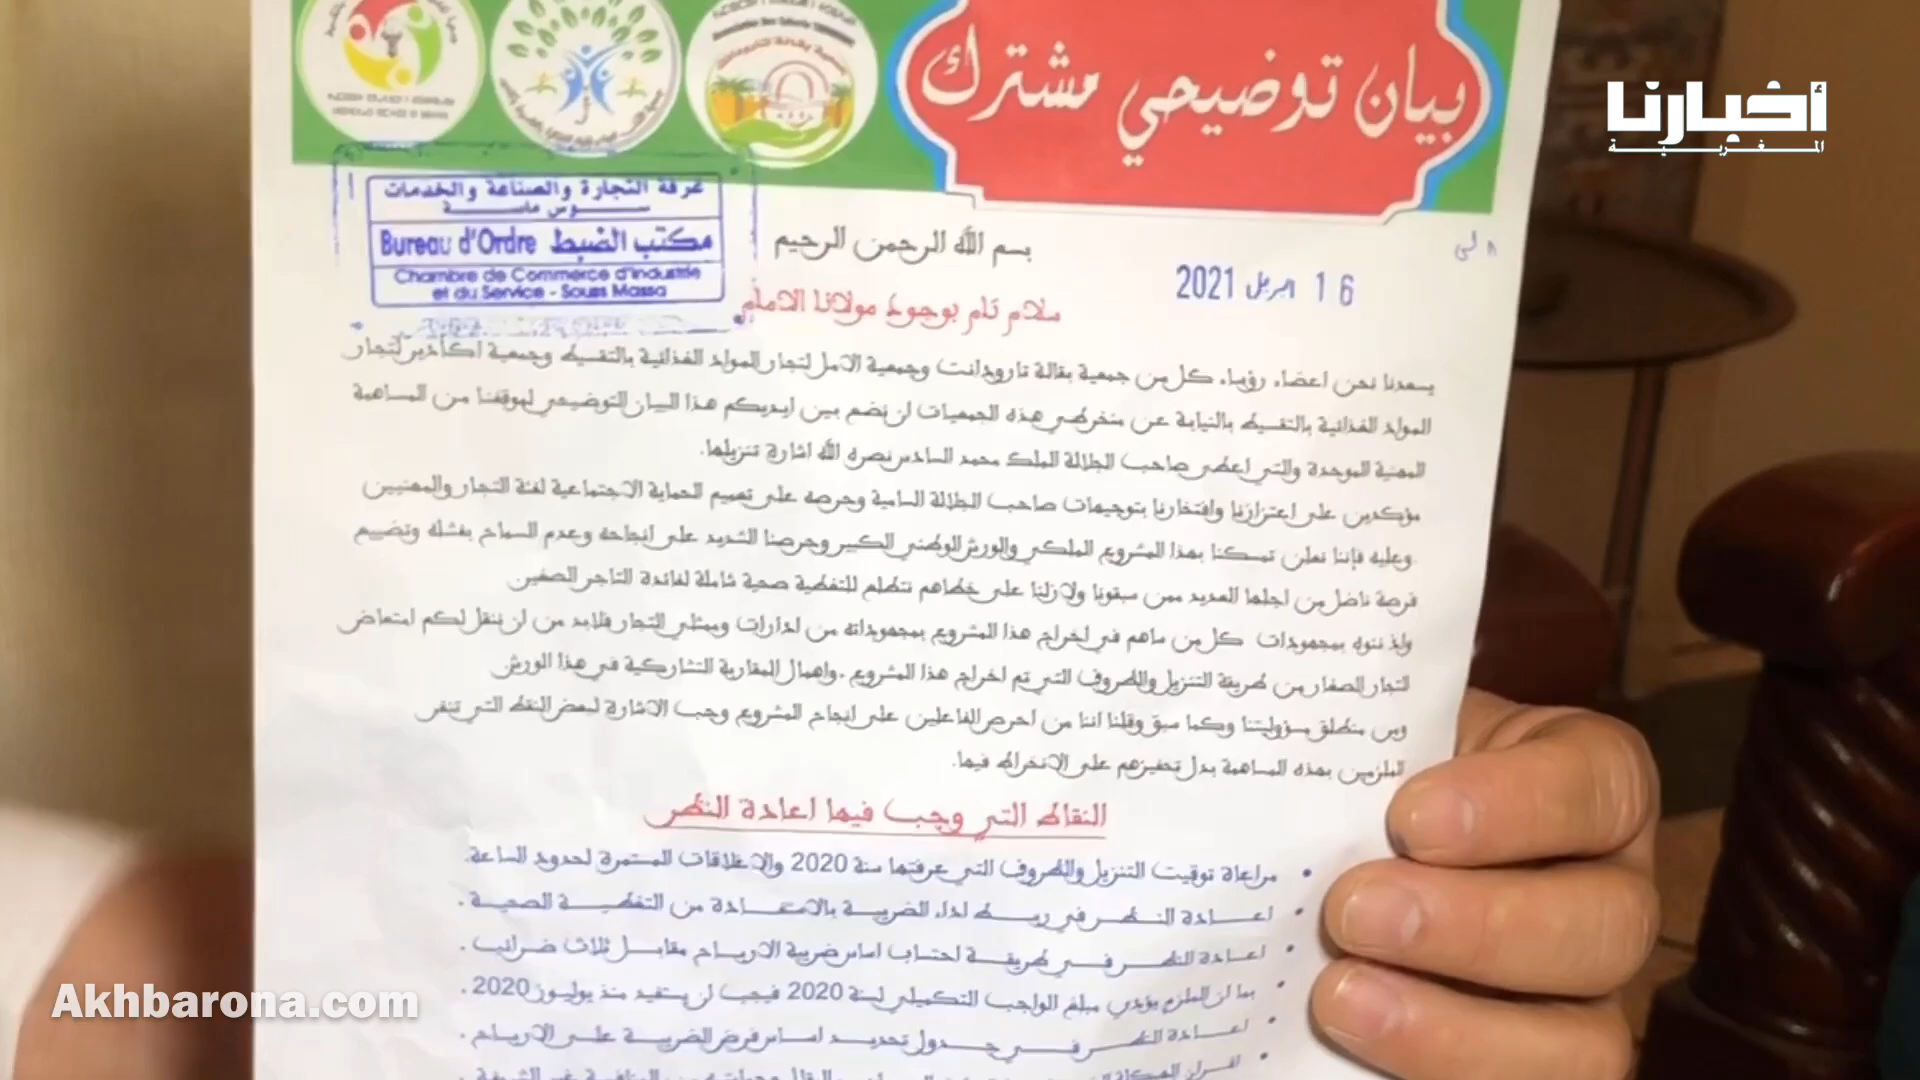 بيان توضيحي مشترك
أخبارنا
المغربية
غرفة التجارة والصناعة والخدمات
سوس ماسة
مكتب الضبط Bureau d'Ordre
Chambre de Commerce d'Industrie
et du Service - Souss Massa
16 ابريل 2021
بسم الله الرحمن الرحيم
سلام تام بوجود مولانا الامام
يسعدنا نحن اعضاء رؤساء كل من جمعية بقالة تارودانت وجمعية الامل لتجار المواد الغذائية بالتقسيط وجمعية اكادير لتجار
المواد الغذائية بالتقسيط بالنيابة عن منخرطي هذه الجمعيات ان نضع بين ايديكم هذا البيان التوضيحي لموقفنا من المساهمة
المهنية الموحدة والتي اعطى صاحب الجلالة الملك محمد السادس نصره الله اشارة تنزيلها.
مؤكدين على اعتزازنا وافتخارنا بتوجيهات صاحب الجلالة السامية وحرصه على تعميم الحماية الاجتماعية لفئة التجار والمهنيين
وعليه فإننا نعلن تمسكنا بهذا المشروع الملكي والورش الوطني الكبير وحرصنا الشديد على انجاحه وعدم السماح بفشله وتضييع
فرصة ناضل من اجلها العديد ممن سبقونا ولازلنا على خطاهم نتطلع للتغطية صحية شاملة لفائدة التاجر الصغير
واذ ننوه بمجهودات كل من ساهم في اخراج هذا المشروع بمجهوداته من ادارات وممثلي التجار فلابد من ان ننقل لكم امتعاض
التجار الصغار من طريقة التنزيل والظروف التي تم اخراج هذا المشروع .واهمال المقاربة التشاركية في هذا الورش
ومن منطلق مسؤوليتنا وكما سبق وقلنا اننا من احرص الفاعلين على انجاح المشروع وجب الاشارة لبعض النقط التي تنفر
الملزمين بهذه المساهمة بدل تحفيزهم على الانخراط فيها.
النقاط التي وجب فيها اعادة النظر
• مراعاة توقيت التنزيل والظروف التي عرفتها سنة 2020 والاغلاقات المستمرة لحدود الساعة.
• اعادة النظر في ربط اداء الضريبة بالاستفادة من التغطية الصحية .
• اعادة النظر في طريقة احتساب اساس ضريبة الارباح مقابل ثلاث ضرائب .
• بما ان الملزم يؤدي مبلغ الواجب التكميلي لسنة 2020 فيجب ان يستفيد منذ يوليوز 2020 .
• اعادة النظر في جدول تحديد اساس فرض الضريبة على الارباح .
Akhbarona.com